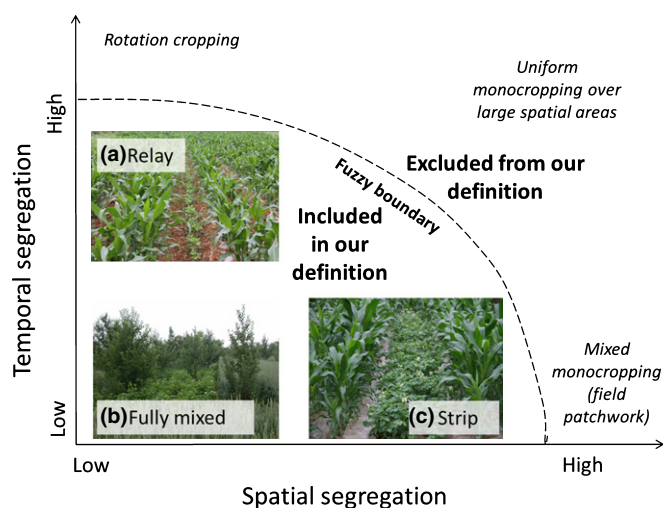 Rotation cropping
Uniform
monocropping over
large spatial areas
High
(a) Relay
Fuzzy boundary
Excluded from our
definition
Included
in our
definition
Temporal segregation
(b) Fully mixed
(c) Strip
Mixed
monocropping
(field
patchwork)
Low
Low
High
Spatial segregation